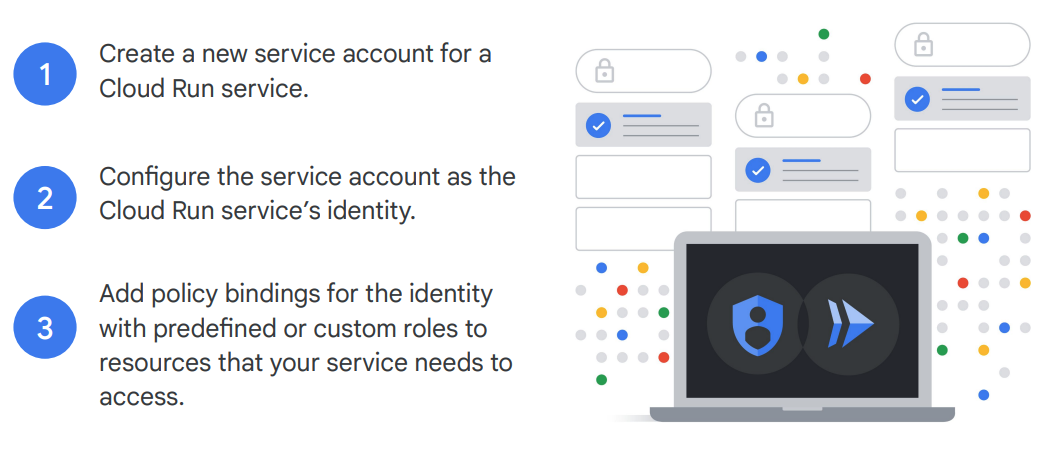 1
Create a new service account for a
Cloud Run service.
2
Configure the service account as the
Cloud Run service’s identity.
3
Add policy bindings for the identity
with predefined or custom roles to
resources that your service needs to
access.